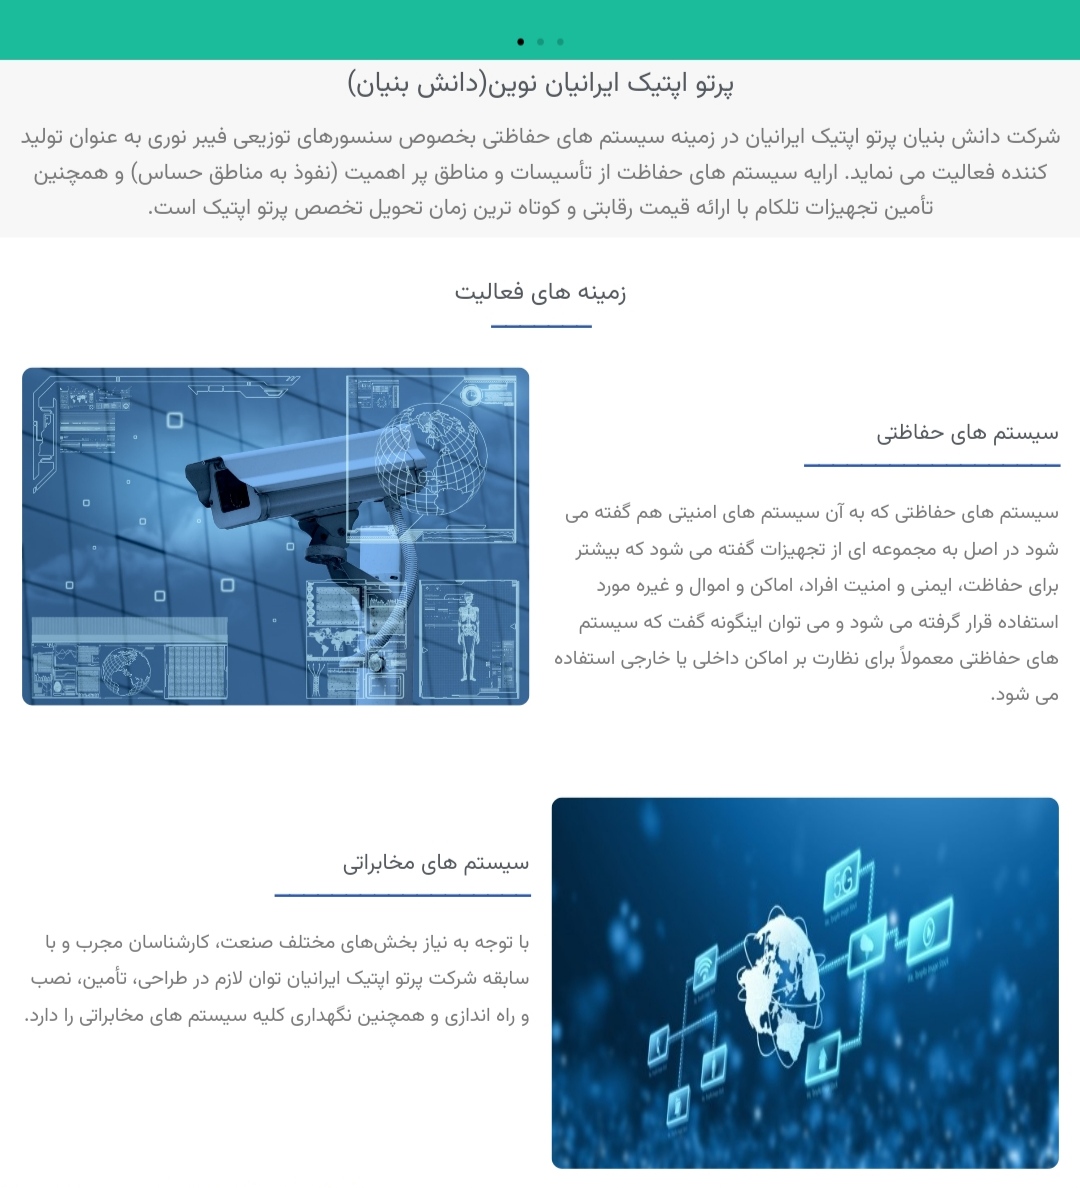 پرتو اپتیک ایرانیان نوین(دانش بنیان)
شرکت دانش بنیان پرتو اپتیک ایرانیان در زمینه سیستم های حفاظتی بخصوص سنسورهای توزیعی فیبر نوری به عنوان تولید
کننده فعالیت می نماید. ارایه سیستم های حفاظت از تأسیسات و مناطق پر اهمیت (نفوذ به مناطق حساس) و همچنین
تأمین تجهیزات تلکام با ارائه قیمت رقابتی و کوتاه ترین زمان تحویل تخصص پرتو اپتیک است.
زمینه های فعالیت
سیستم های حفاظتی
سیستم های حفاظتی که به آن سیستم های امنیتی هم گفته می
شود در اصل به مجموعه ای از تجهیزات گفته می شود که بیشتر
برای حفاظت، ایمنی و امنیت افراد، اماکن و اموال و غیره مورد
استفاده قرار گرفته می شود و می توان اینگونه گفت که سیستم
های حفاظتی معمولاً برای نظارت بر اماکن داخلی یا خارجی استفاده
می شود.
سیستم های مخابراتی
با توجه به نیاز بخش‌های مختلف صنعت، کارشناسان مجرب و با
سابقه شرکت پرتو اپتیک ایرانیان توان لازم در طراحی، تأمین، نصب
و راه اندازی و همچنین نگهداری کلیه سیستم های مخابراتی را دارد.
5G